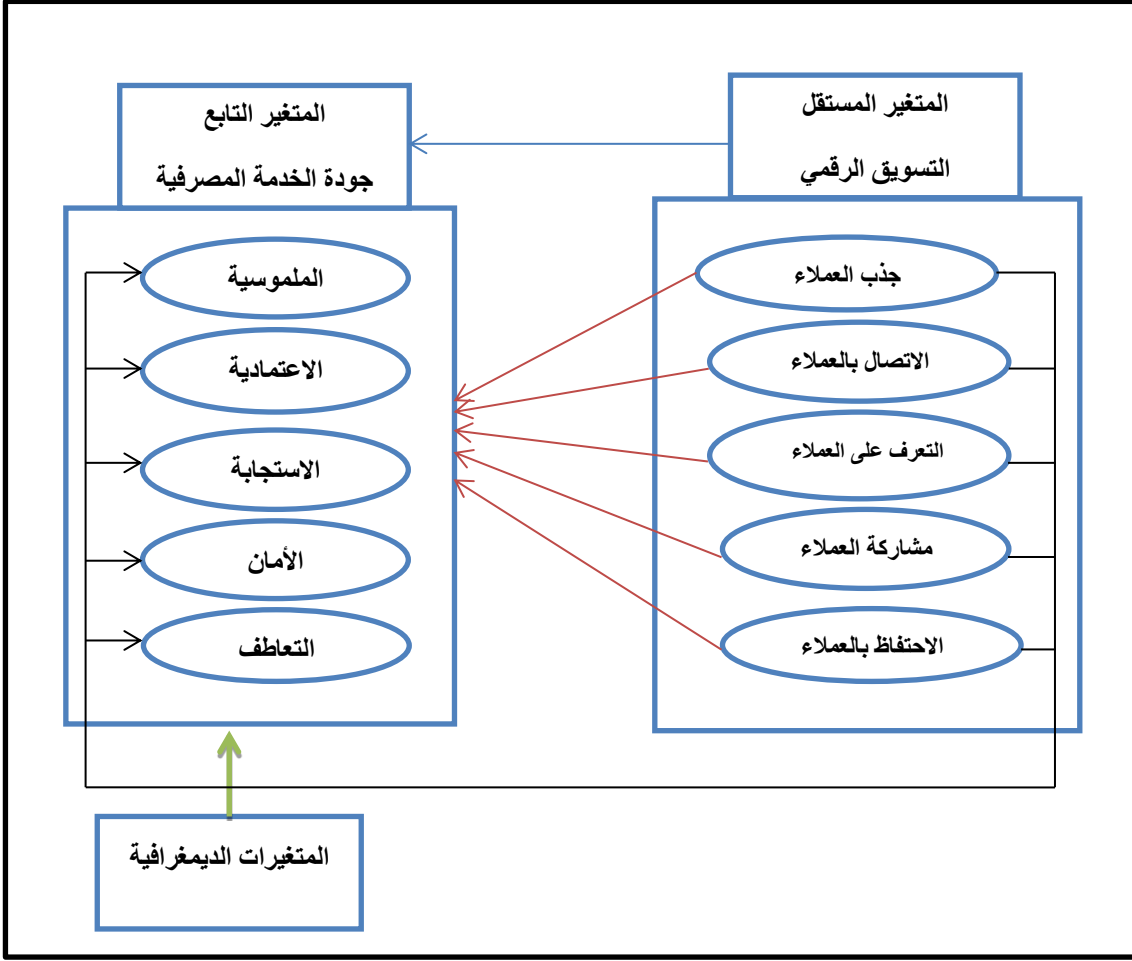 المتغير المستقل
التسويق الرقمي
جذب العملاء
الاتصال بالعملاء
التعرف على العملاء
مشاركة العملاء
الاحتفاظ بالعملاء
المتغير التابع
جودة الخدمة المصرفية
الملموسية
الاعتمادية
الاستجابة
الأمان
التعاطف
المتغيرات الديمغرافية